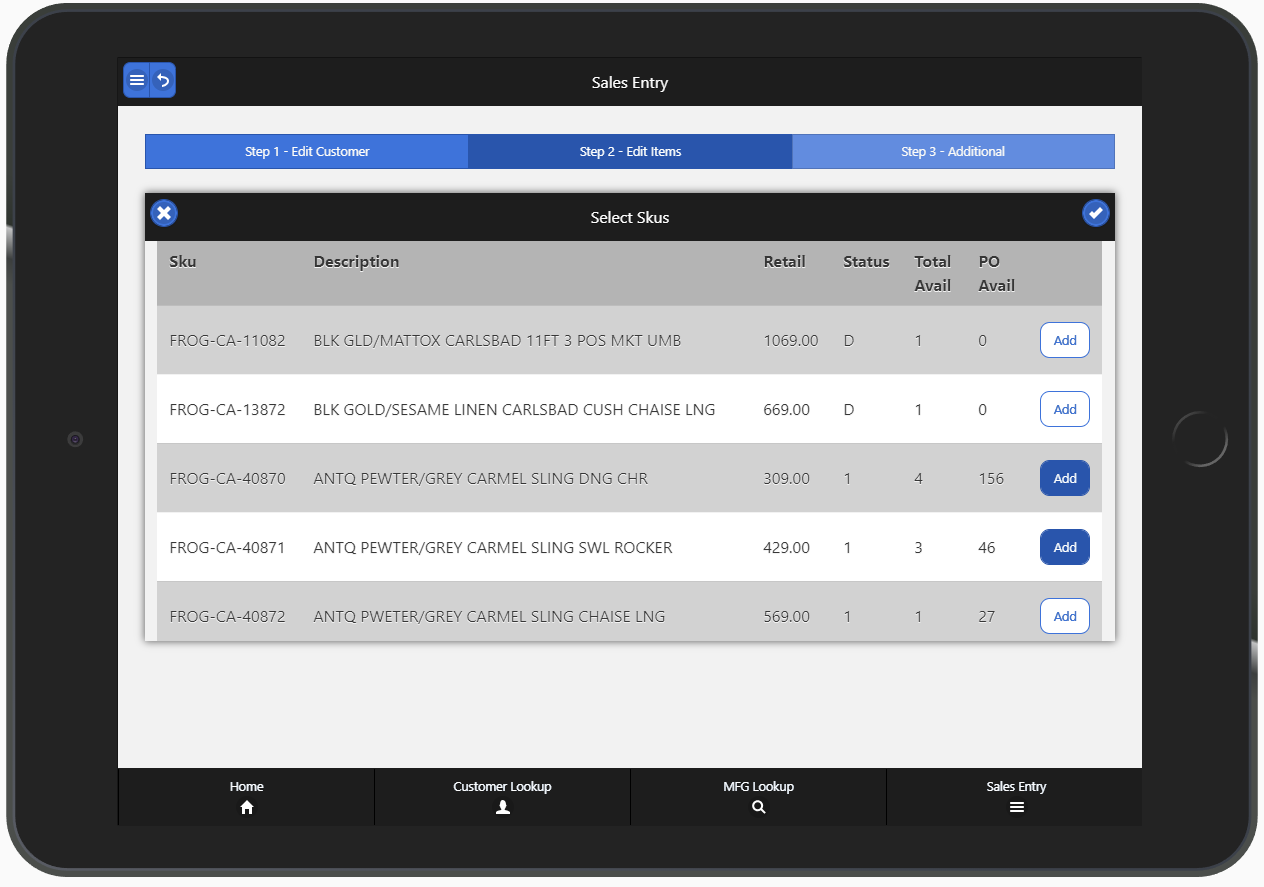 Sales Entry
Step 1 - Edit Customer Step 2 - Edit Items Step 3 - Additional
Select Skus
Sku Description Retail Status Total Avail PO Avail
FROG-CA-11082 BLK GLD/MATTOX CARLSBAD 11FT 3 POS MKT UMB 1069.00 D 1 0 Add
FROG-CA-13872 BLK GOLD/SESAME LINEN CARLSBAD CUSH CHAISE LNG 669.00 D 1 0 Add
FROG-CA-40870 ANTQ PEWTER/GREY CARMEL SLING DNG CHR 309.00 1 4 156 Add
FROG-CA-40871 ANTQ PEWTER/GREY CARMEL SLING SWL ROCKER 429.00 1 3 46 Add
FROG-CA-40872 ANTQ PWETER/GREY CARMEL SLING CHAISE LNG 569.00 1 1 27 Add
Home Customer Lookup MFG Lookup Sales Entry